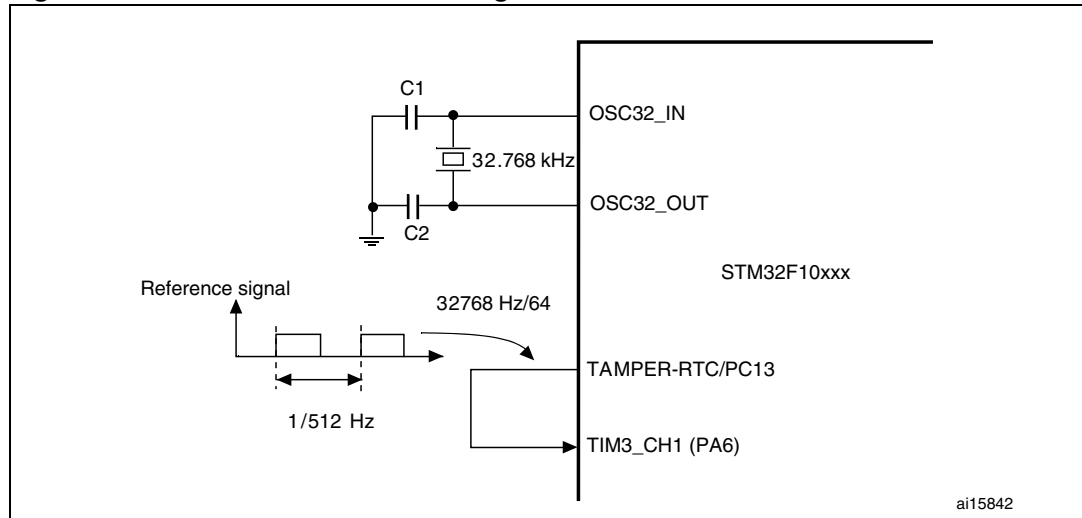 C1
OSC32_IN
32.768 kHz
OSC32_OUT
C2
STM32F10xxx
Reference signal
32768 Hz/64
TAMPER-RTC/PC13
1/512 Hz
TIM3_CH1 (PA6)
ai15842